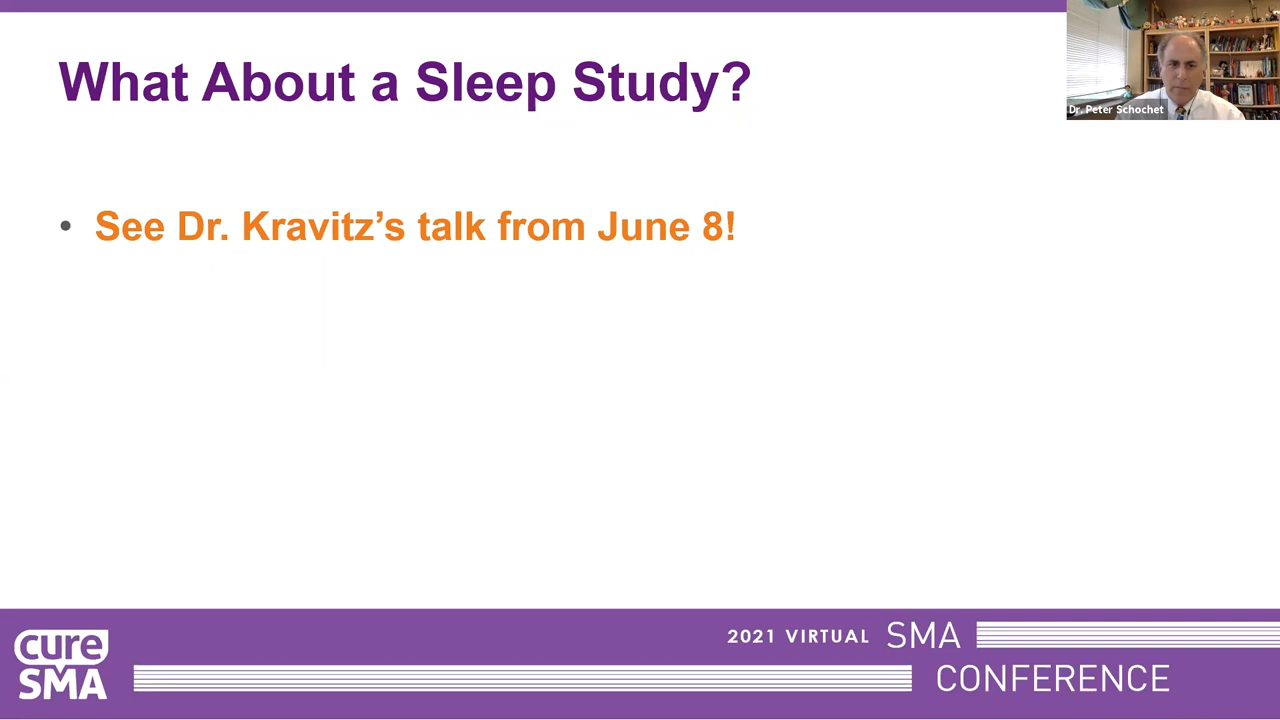 What About a Sleep Study?
Dr. Peter Schochet
• See Dr. Kravitz’s talk from June 8!
cure
SMA
2021 VIRTUAL SMA
CONFERENCE